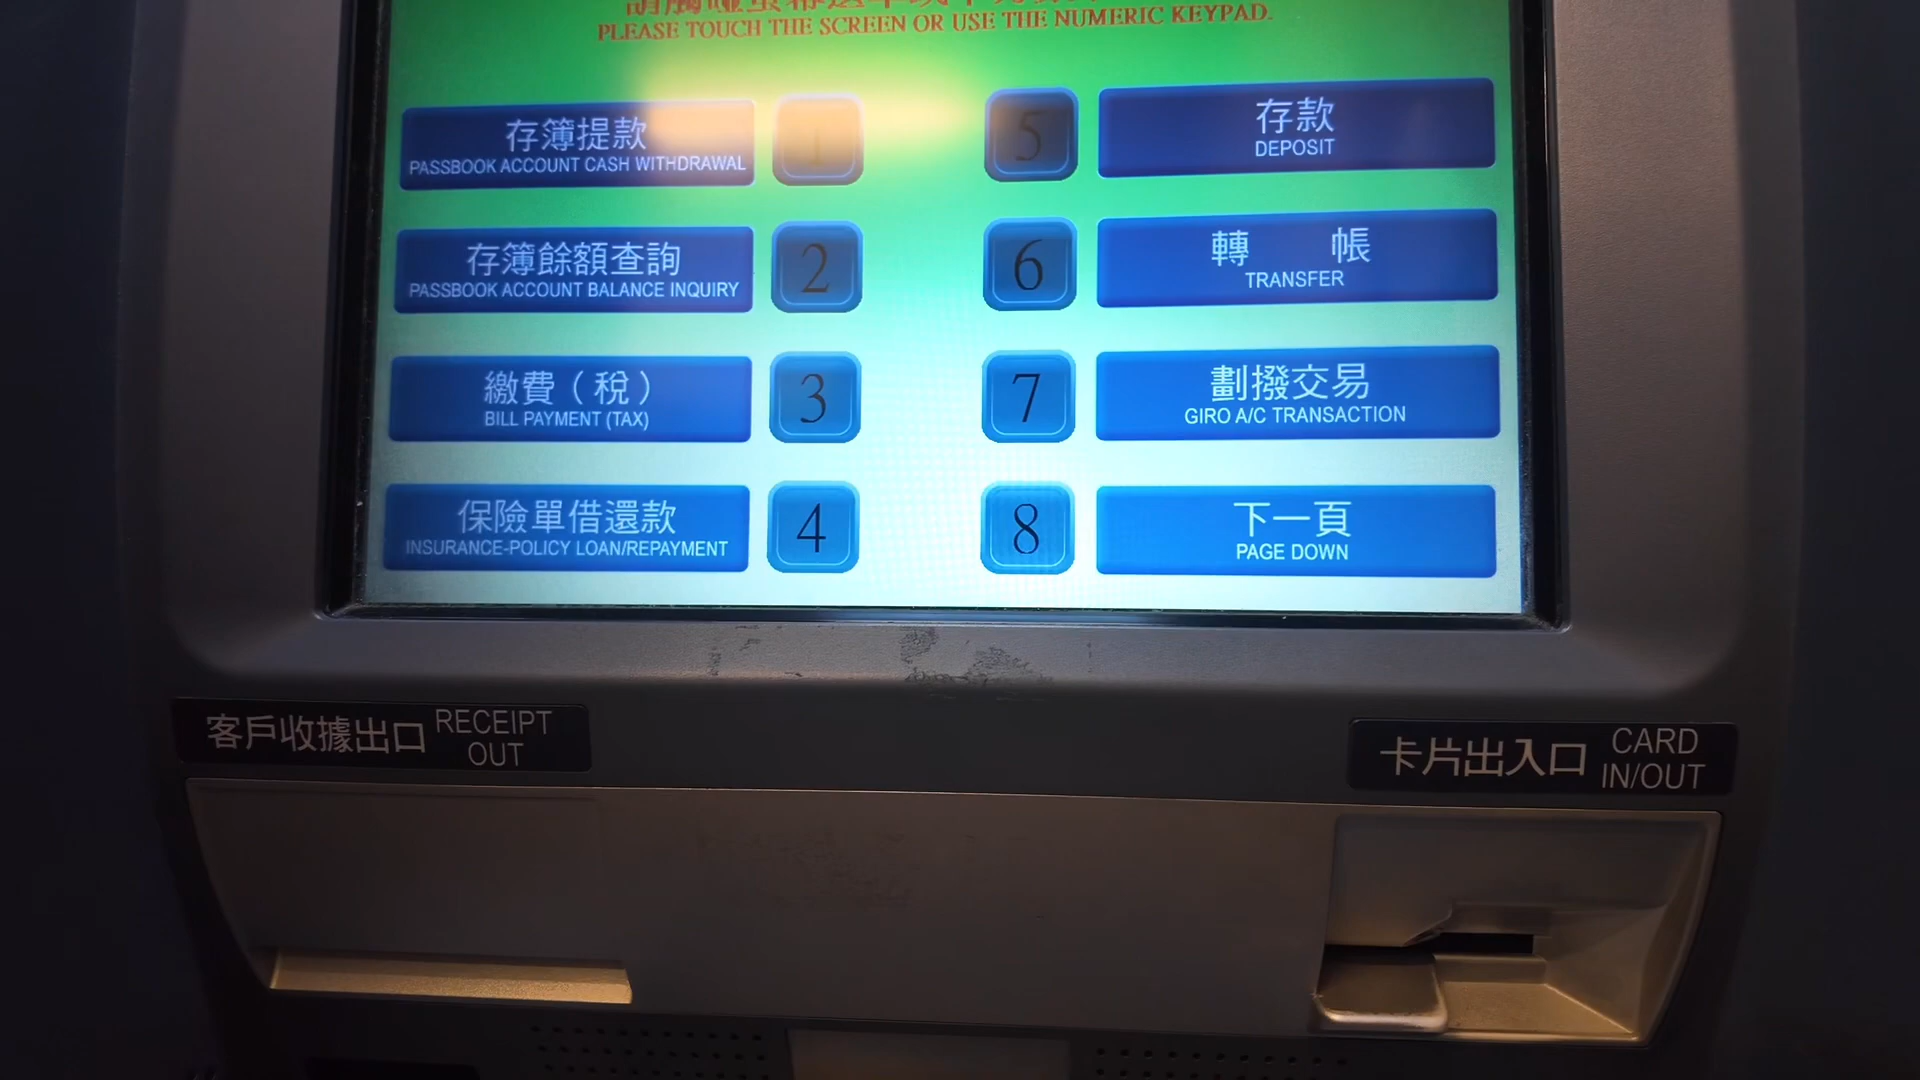 PLEASE TOUCH THE SCREEN OR USE THE NUMERIC KEYPAD.
存簿提款
PASSBOOK ACCOUNT CASH WITHDRAWAL
1
5
存款
DEPOSIT
存簿餘額查詢
PASSBOOK ACCOUNT BALANCE INQUIRY
2
6
轉 帳
TRANSFER
繳費（稅）
BILL PAYMENT (TAX)
3
7
劃撥交易
GIRO A/C TRANSACTION
保險單借還款
INSURANCE-POLICY LOAN/REPAYMENT
4
8
下一頁
PAGE DOWN
客戶收據出口 RECEIPT OUT
卡片出入口 CARD IN/OUT